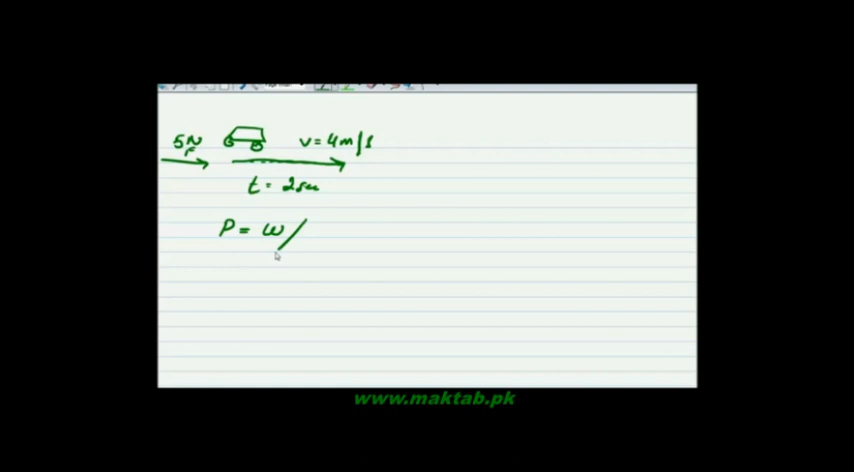 5N v = 4m/s
F
t = 2sec
P = W/
www.maktab.pk